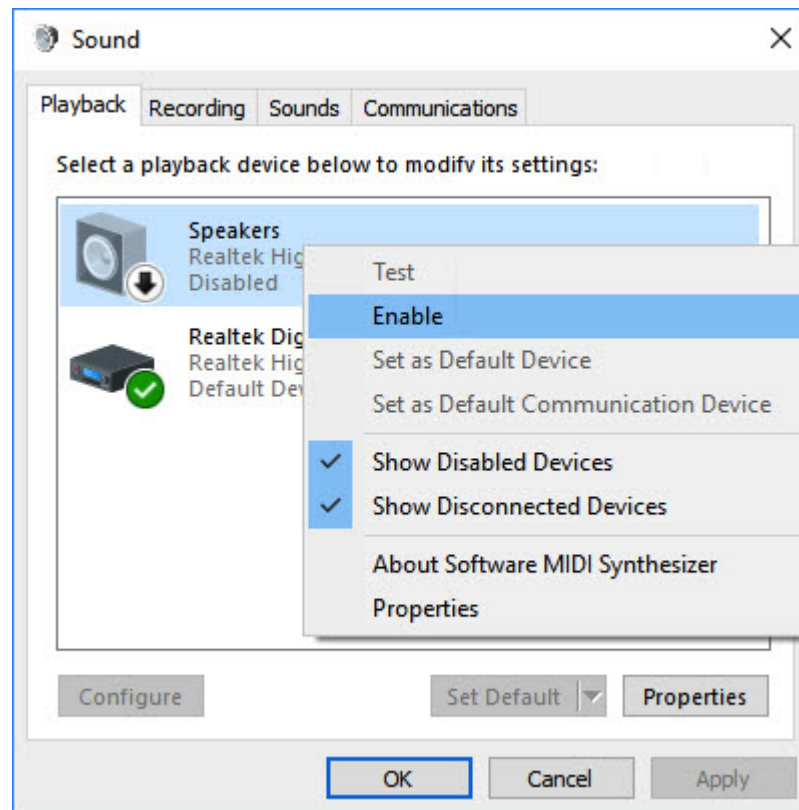 Sound
Playback
Recording
Sounds
Communications
Select a playback device below to modify its settings:
Speakers
Realtek Hig
Disabled
Realtek Dig
Realtek Hig
Default Dev
Test
Enable
Set as Default Device
Set as Default Communication Device
Show Disabled Devices
Show Disconnected Devices
About Software MIDI Synthesizer
Properties
Configure
Set Default
Properties
OK
Cancel
Apply